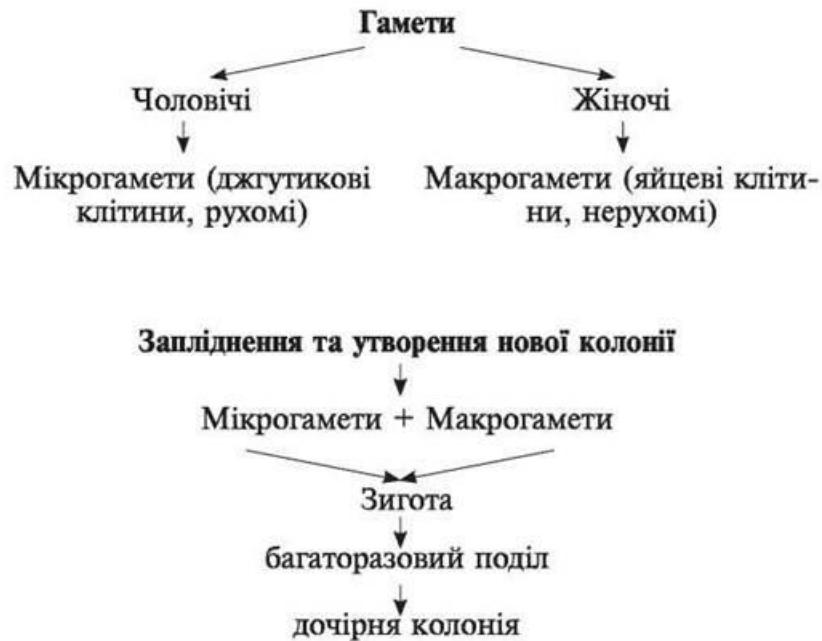 Гамети
Чоловічі
Жіночі
Мікрогамети (джгутикові
клітини, рухомі)
Макрогамети (яйцеві кліти-
ни, нерухомі)
Запліднення та утворення нової колонії
Мікрогамети + Макрогамети
Зигота
багаторазовий поділ
дочірня колонія